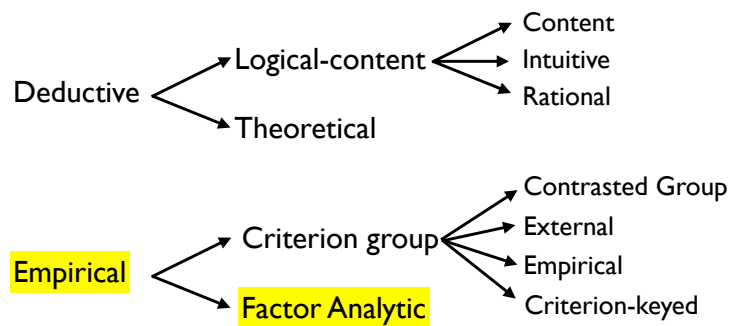 Deductive
Logical-content
Content
Intuitive
Rational
Theoretical
Empirical
Criterion group
Contrasted Group
External
Empirical
Criterion-keyed
Factor Analytic